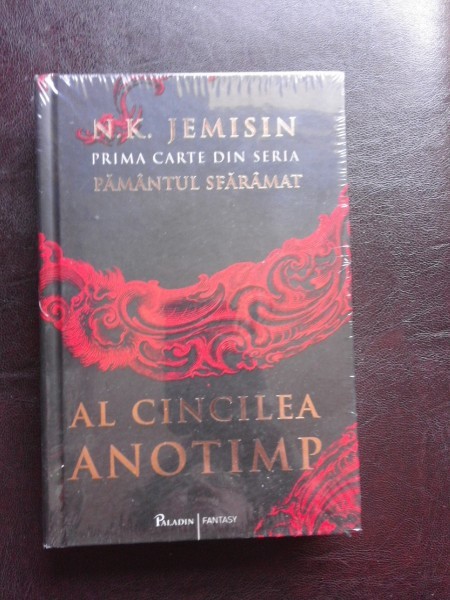 N.K. JEMISIN
PRIMA CARTE DIN SERIA
PĂMÂNTUL SFĂRÂMAT
AL CINCILEA
ANOTIMP
PALADIN | FANTASY